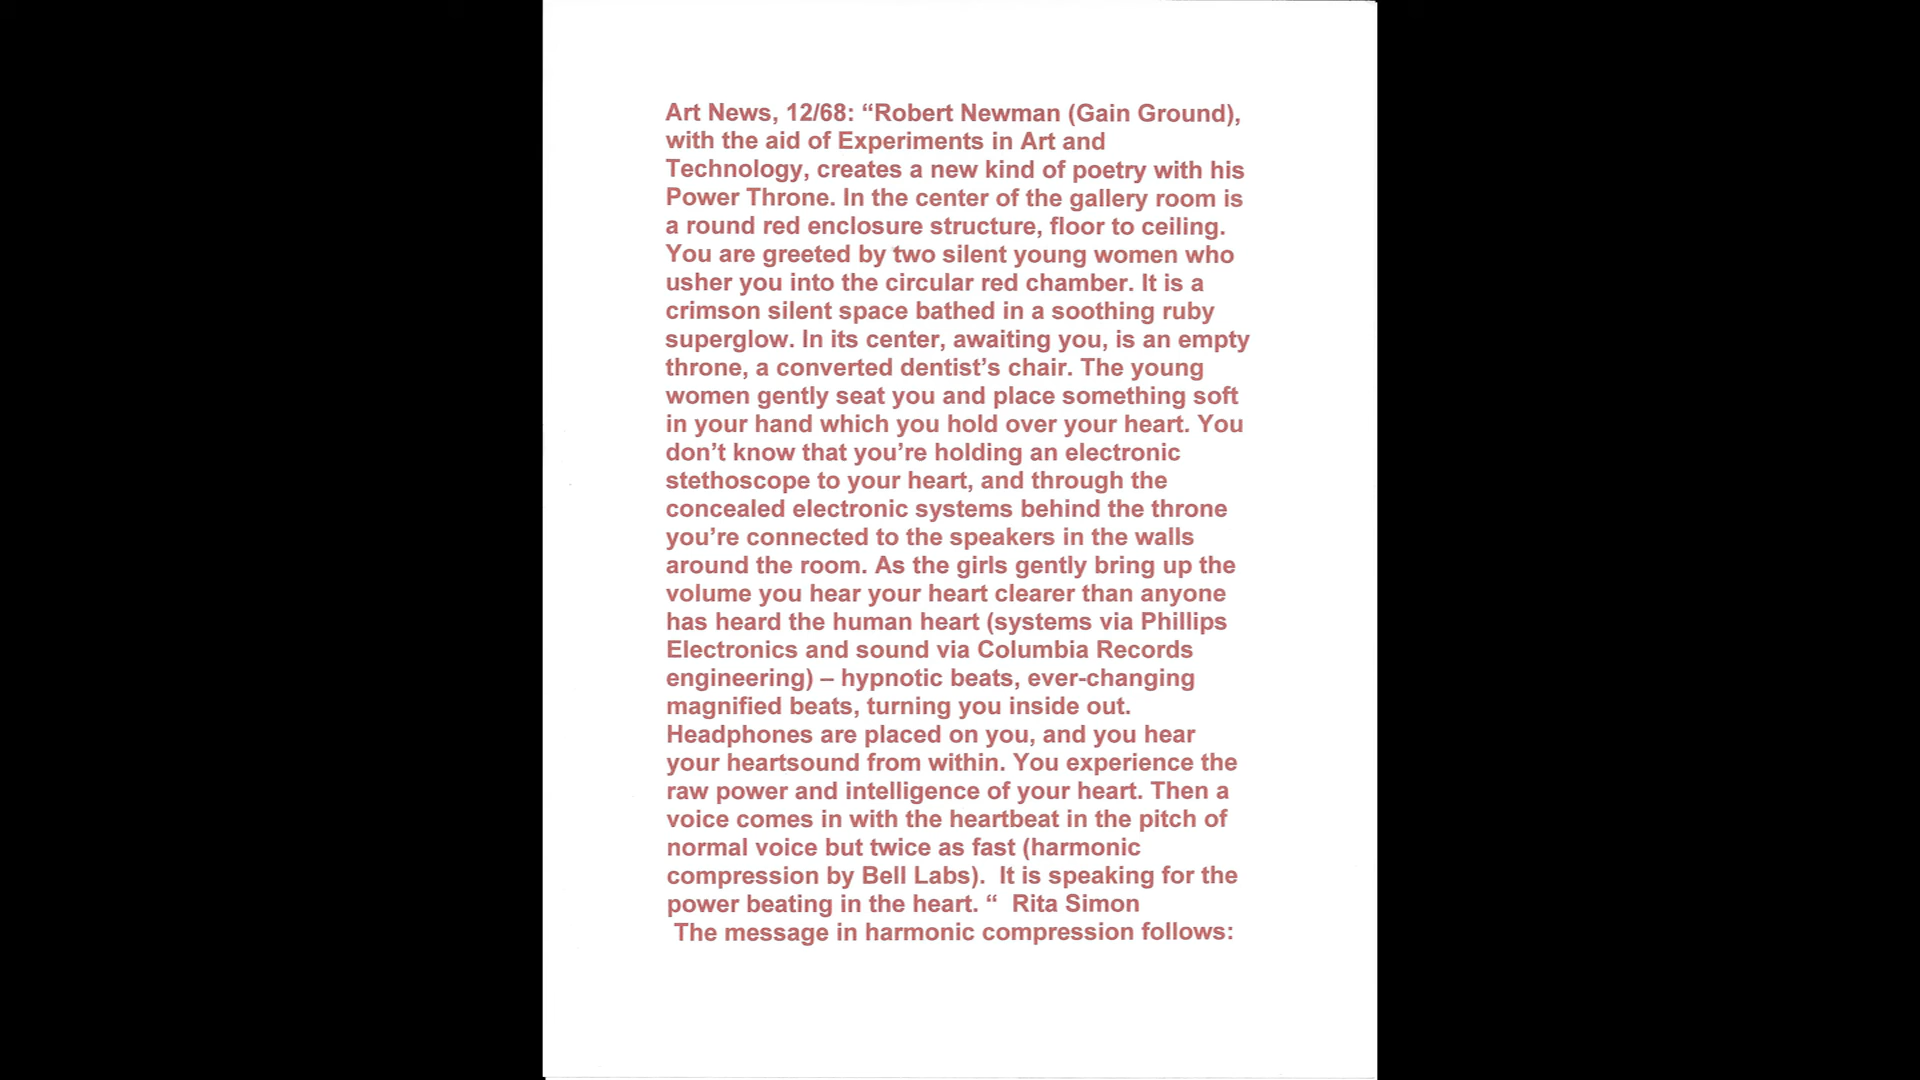 Art News, 12/68: “Robert Newman (Gain Ground),
with the aid of Experiments in Art and
Technology, creates a new kind of poetry with his
Power Throne. In the center of the gallery room is
a round red enclosure structure, floor to ceiling.
You are greeted by two silent young women who
usher you into the circular red chamber. It is a
crimson silent space bathed in a soothing ruby
superglow. In its center, awaiting you, is an empty
throne, a converted dentist’s chair. The young
women gently seat you and place something soft
in your hand which you hold over your heart. You
don’t know that you’re holding an electronic
stethoscope to your heart, and through the
concealed electronic systems behind the throne
you’re connected to the speakers in the walls
around the room. As the girls gently bring up the
volume you hear your heart clearer than anyone
has heard the human heart (systems via Phillips
Electronics and sound via Columbia Records
engineering) – hypnotic beats, ever-changing
magnified beats, turning you inside out.
Headphones are placed on you, and you hear
your heartsound from within. You experience the
raw power and intelligence of your heart. Then a
voice comes in with the heartbeat in the pitch of
normal voice but twice as fast (harmonic
compression by Bell Labs).  It is speaking for the
power beating in the heart. “  Rita Simon
The message in harmonic compression follows: